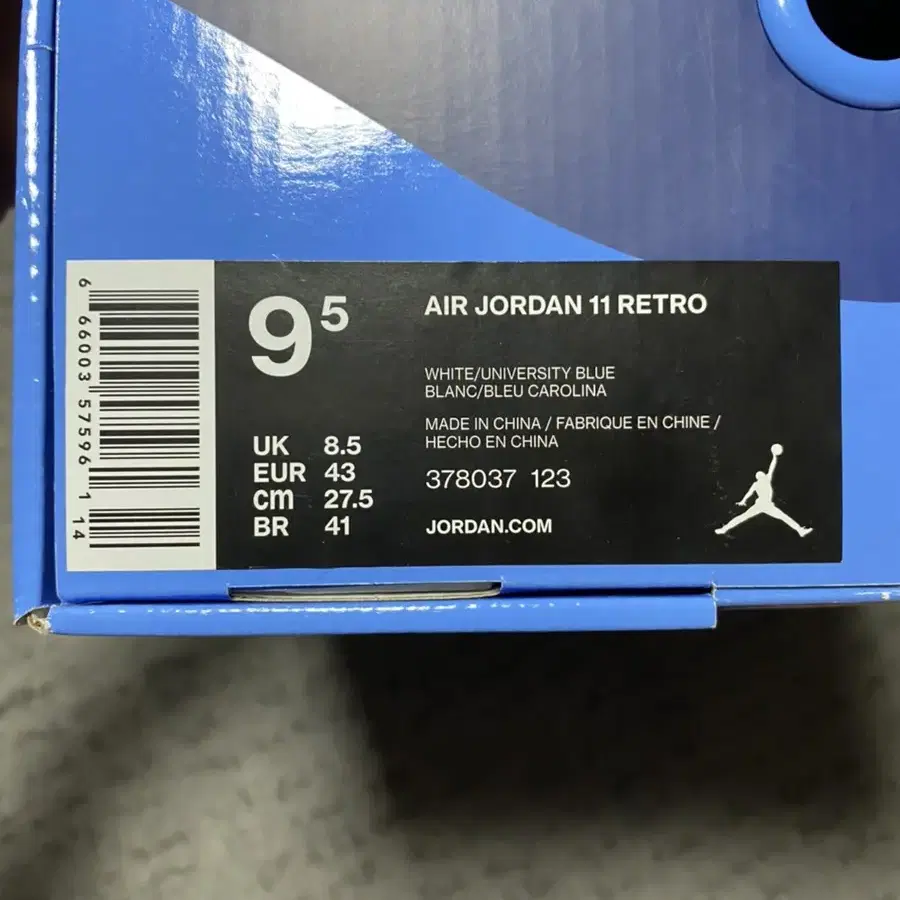 6 66003 57596 1 14
9 5
UK 8.5
EUR 43
cm 27.5
BR 41
AIR JORDAN 11 RETRO
WHITE/UNIVERSITY BLUE
BLANC/BLEU CAROLINA
MADE IN CHINA / FABRIQUE EN CHINE /
HECHO EN CHINA
378037 123
JORDAN.COM